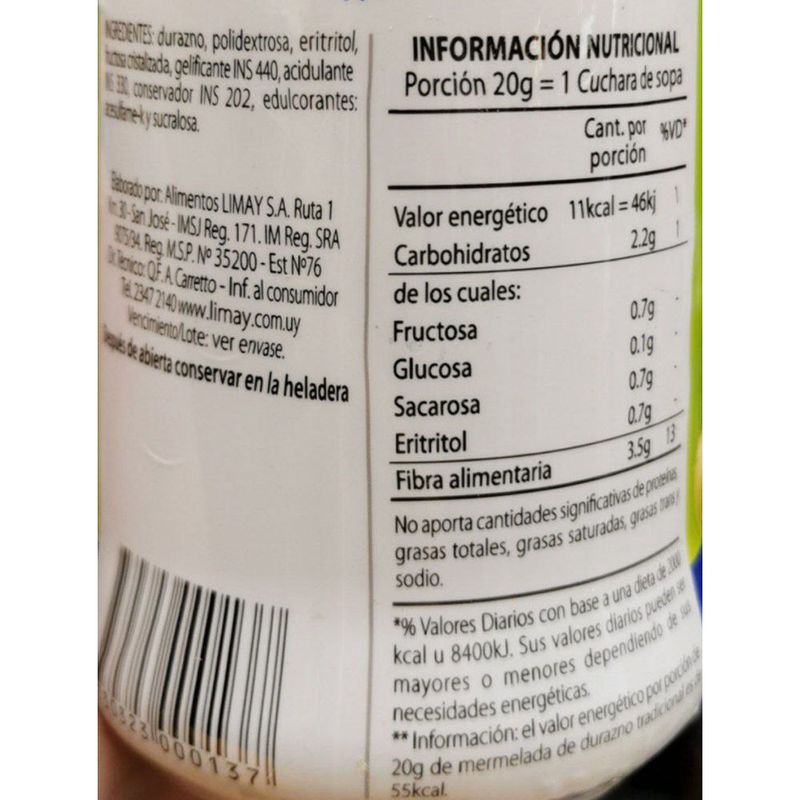 INGREDIENTES: durazno, polidextrosa, eritritol,
fructosa cristalizada, gelificante INS 440, acidulante
INS 330, conservador INS 202, edulcorantes:
acesulfame-k y sucralosa.
Elaborado por: Alimentos LIMAY S.A. Ruta 1
km. 30 - San José - IMSJ Reg. 171. IM Reg. SRA
9075/94. Reg. M.S.P. Nº 35200 - Est Nº76
Dir. Técnico: Q.F. A. Carretto - Inf. al consumidor
Tel. 2347 2140 www.limay.com.uy
Vencimiento/Lote: ver envase.
Después de abierta conservar en la heladera
000137
INFORMACIÓN NUTRICIONAL
Porción 20g = 1 Cuchara de sopa
Cant. por %VD*
porción
Valor energético 11kcal = 46kj 1
Carbohidratos 2.2g 1
de los cuales:
Fructosa 0.7g -
Glucosa 0.1g -
Sacarosa 0.7g -
Eritritol 0.7g -
Fibra alimentaria 3.5g 13
No aporta cantidades significativas de proteínas,
grasas totales, grasas saturadas, grasas trans y
sodio.
*% Valores Diarios con base a una dieta de 2000
kcal u 8400kJ. Sus valores diarios pueden ser
mayores o menores dependiendo de sus
necesidades energéticas.
** Información: el valor energético por porción de
20g de mermelada de durazno tradicional es de
55kcal.